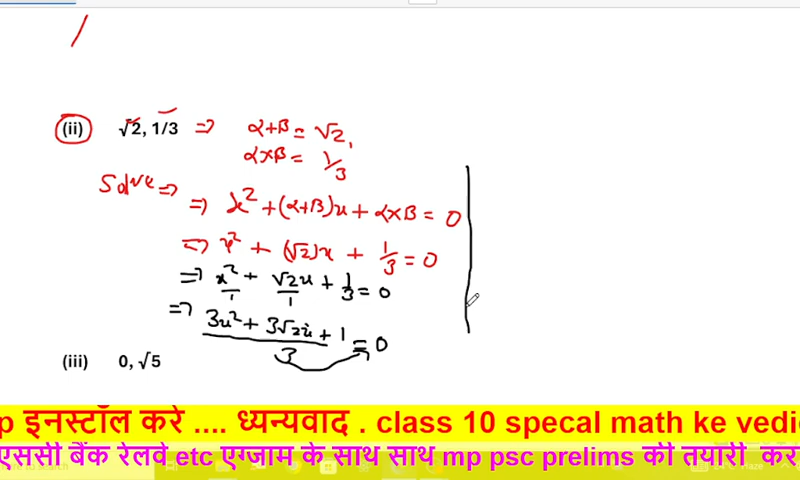 (ii) √2, 1/3 => α+β = √2,
α×β = 1/3
Solve =>
=> x² + (α+β)x + α×β = 0
=> x² + (√2)x + 1/3 = 0
=> x²/1 + √2x/1 + 1/3 = 0
=> 3x² + 3√2x + 1 / 3 = 0
(iii) 0, √5
p इनस्टॉल करे .... ध्यन्यवाद . class 10 specal math ke vedi
एससी बैंक रेलवे etc एग्जाम के साथ साथ mp psc prelims की तयारी कर